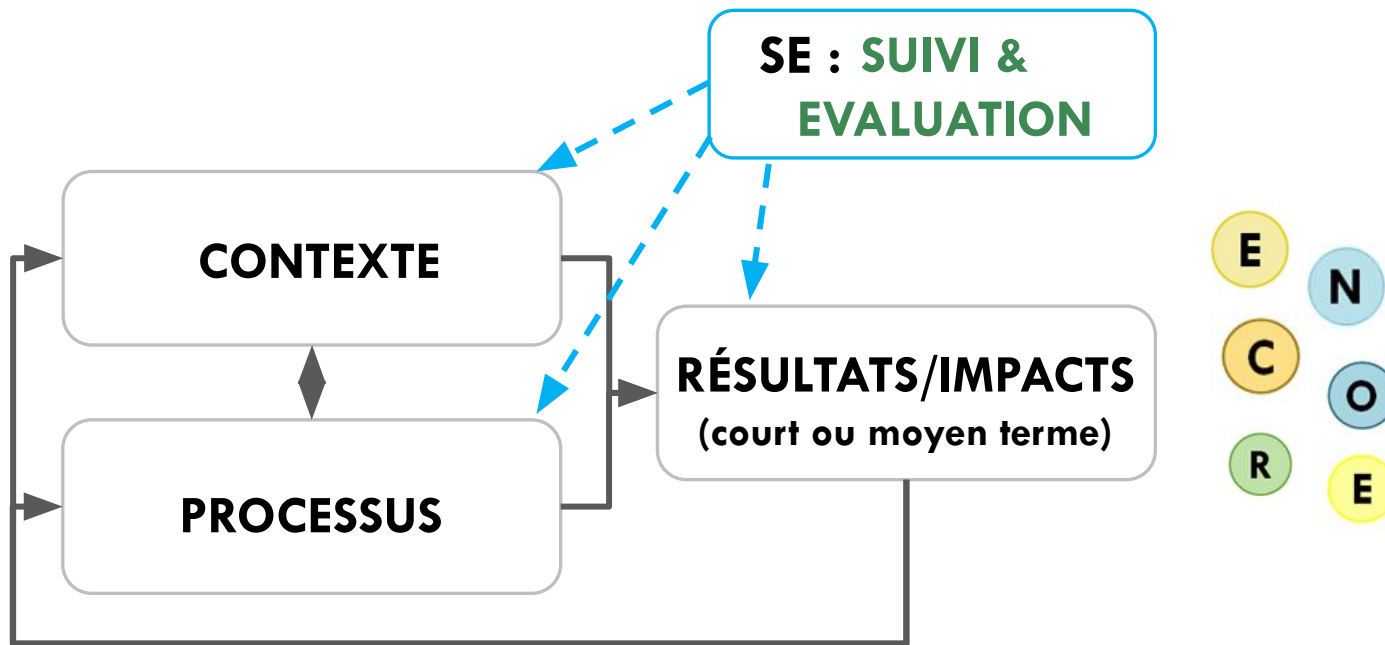 SE : SUIVI &
EVALUATION
CONTEXTE
PROCESSUS
RÉSULTATS/IMPACTS
(court ou moyen terme)
E
N
C
O
R
E